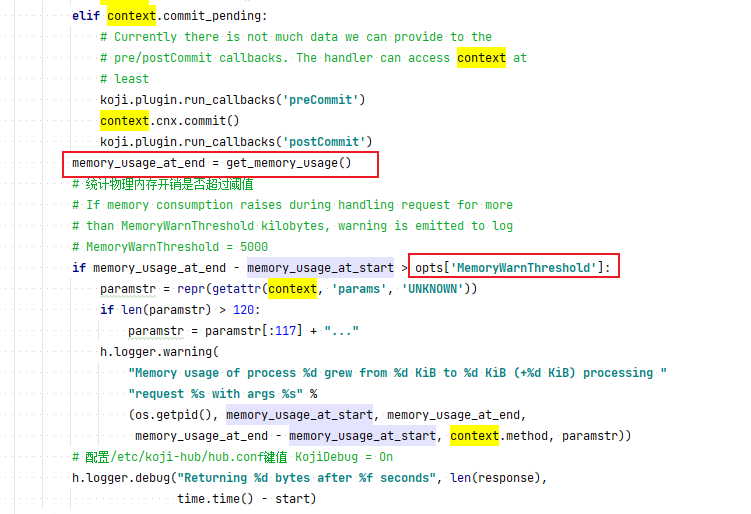 elif context.commit_pending:
# Currently there is not much data we can provide to the
# pre/postCommit callbacks. The handler can access context at
# least
koji.plugin.run_callbacks('preCommit')
context.cnx.commit()
koji.plugin.run_callbacks('postCommit')
memory_usage_at_end = get_memory_usage()
# 统计物理内存开销是否超过阈值
# If memory consumption raises during handling request for more
# than MemoryWarnThreshold kilobytes, warning is emitted to log
# MemoryWarnThreshold = 5000
if memory_usage_at_end - memory_usage_at_start > opts['MemoryWarnThreshold']:
paramstr = repr(getattr(context, 'params', 'UNKNOWN'))
if len(paramstr) > 120:
paramstr = paramstr[:117] + "..."
h.logger.warning(
"Memory usage of process %d grew from %d KiB to %d KiB (+%d KiB) processing "
"request %s with args %s" %
(os.getpid(), memory_usage_at_start, memory_usage_at_end,
memory_usage_at_end - memory_usage_at_start, context.method, paramstr))
# 配置/etc/koji-hub/hub.conf键值 KojiDebug = On
h.logger.debug("Returning %d bytes after %f seconds", len(response),
time.time() - start)